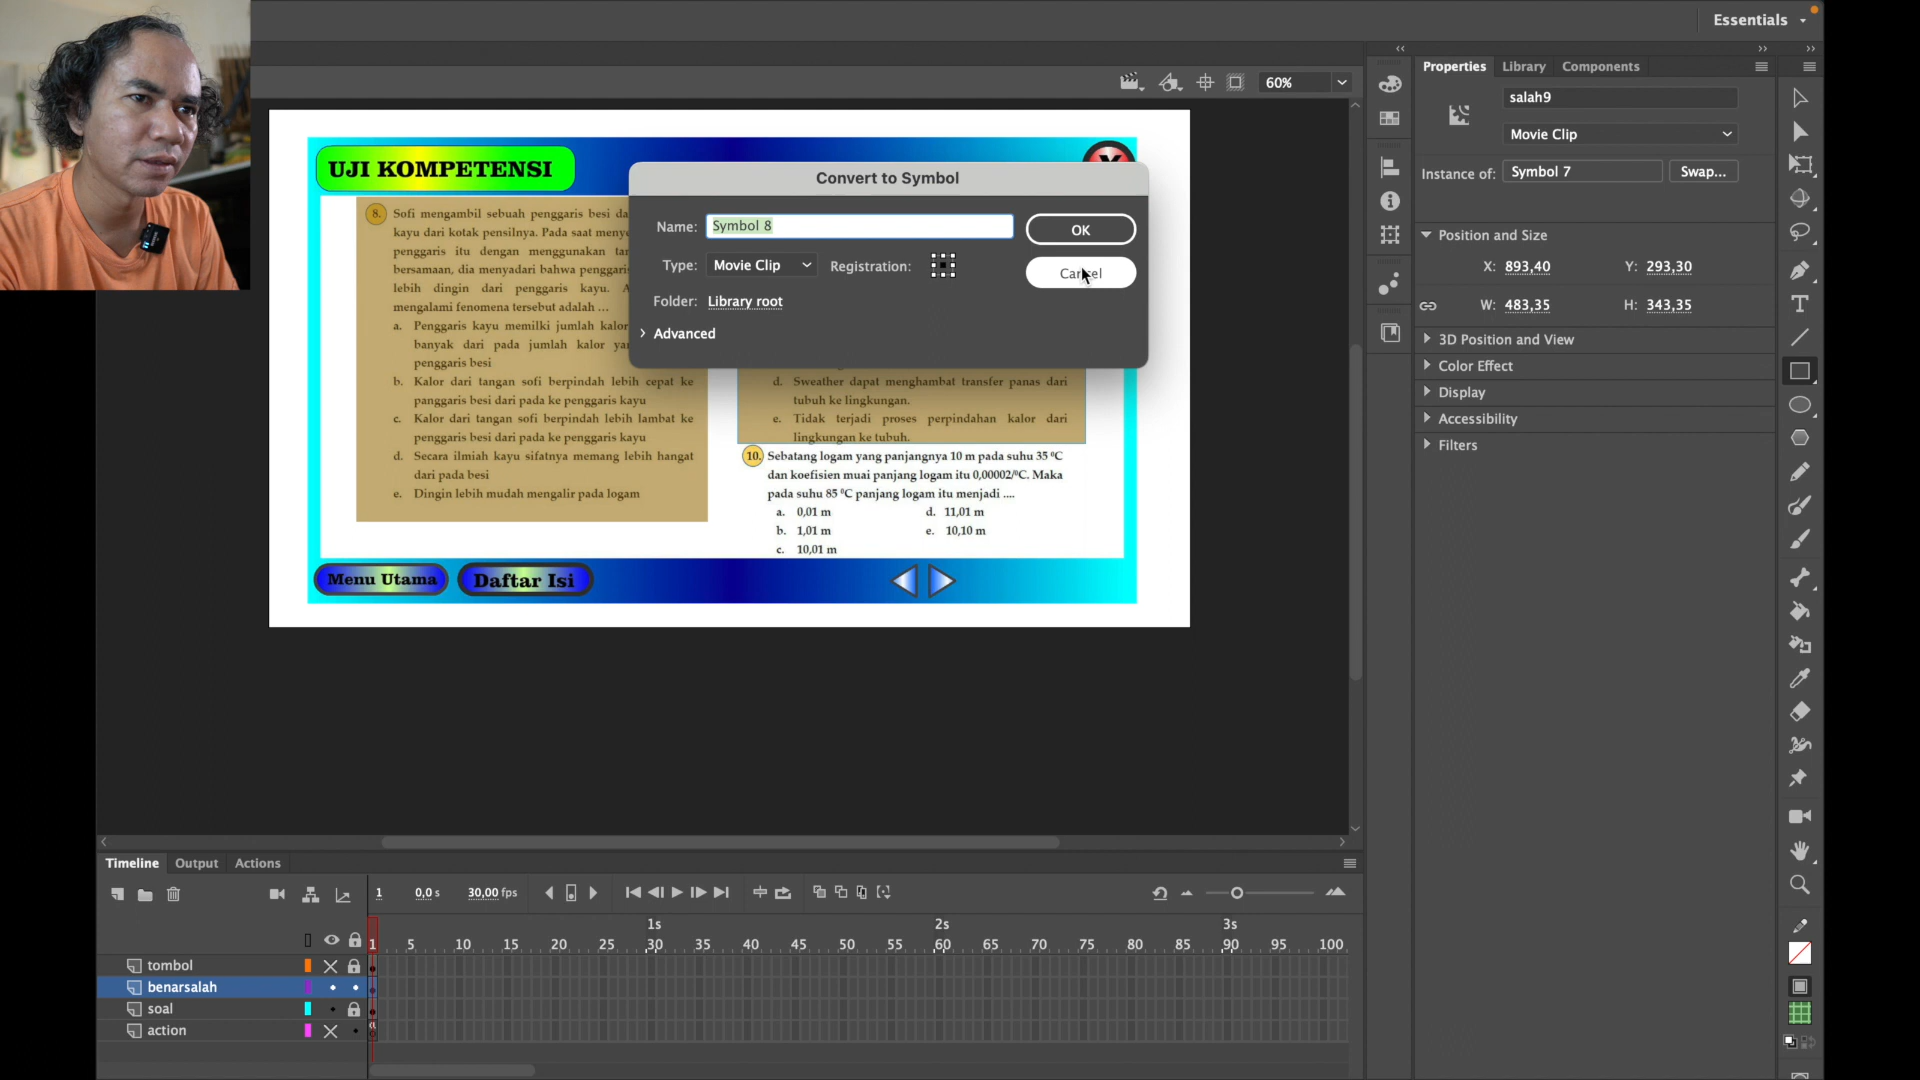 Essentials
60%
Properties
Library
Components
salah9
Movie Clip
Instance of:
Symbol 7
Swap...
Position and Size
X: 893,40
Y: 293,30
W: 483,35
H: 343,35
3D Position and View
Color Effect
Display
Accessibility
Filters
UJI KOMPETENSI
Convert to Symbol
Name:
Symbol 8
OK
Type:
Movie Clip
Registration:
Cancel
Folder:
Library root
Advanced
8. Sofi mengambil sebuah penggaris besi da
kayu dari kotak pensilnya. Pada saat meny
penggaris itu dengan menggunakan tan
bersamaan, dia menyadari bahwa penggari
lebih dingin dari penggaris kayu. A
mengalami fenomena tersebut adalah ...
a. Penggaris kayu memilki jumlah kalor
banyak dari pada jumlah kalor ya
penggaris besi
b. Kalor dari tangan sofi berpindah lebih cepat ke
panggaris besi dari pada ke penggaris kayu
c. Kalor dari tangan sofi berpindah lebih lambat ke
penggaris besi dari pada ke penggaris kayu
d. Secara ilmiah kayu sifatnya memang lebih hangat
dari pada besi
e. Dingin lebih mudah mengalir pada logam
d. Sweather dapat menghambat transfer panas dari
tubuh ke lingkungan.
e. Tidak terjadi proses perpindahan kalor dari
lingkungan ke tubuh.
10. Sebatang logam yang panjangnya 10 m pada suhu 35 ⁰C
dan koefisien muai panjang logam itu 0,00002/⁰C. Maka
pada suhu 85 ⁰C panjang logam itu menjadi ....
a. 0,01 m
d. 11,01 m
b. 1,01 m
e. 10,10 m
c. 10,01 m
Menu Utama
Daftar Isi
Timeline
Output
Actions
1
0,0 s
30,00 fps
1s
2s
3s
1 5 10 15 20 25 30 35 40 45 50 55 60 65 70 75 80 85 90 95 100
tombol
benarsalah
soal
action